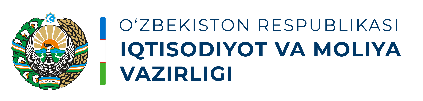 O‘ZBEKISTON RESPUBLIKASI
IQTISODIYOT VA MOLIYA
VAZIRLIGI